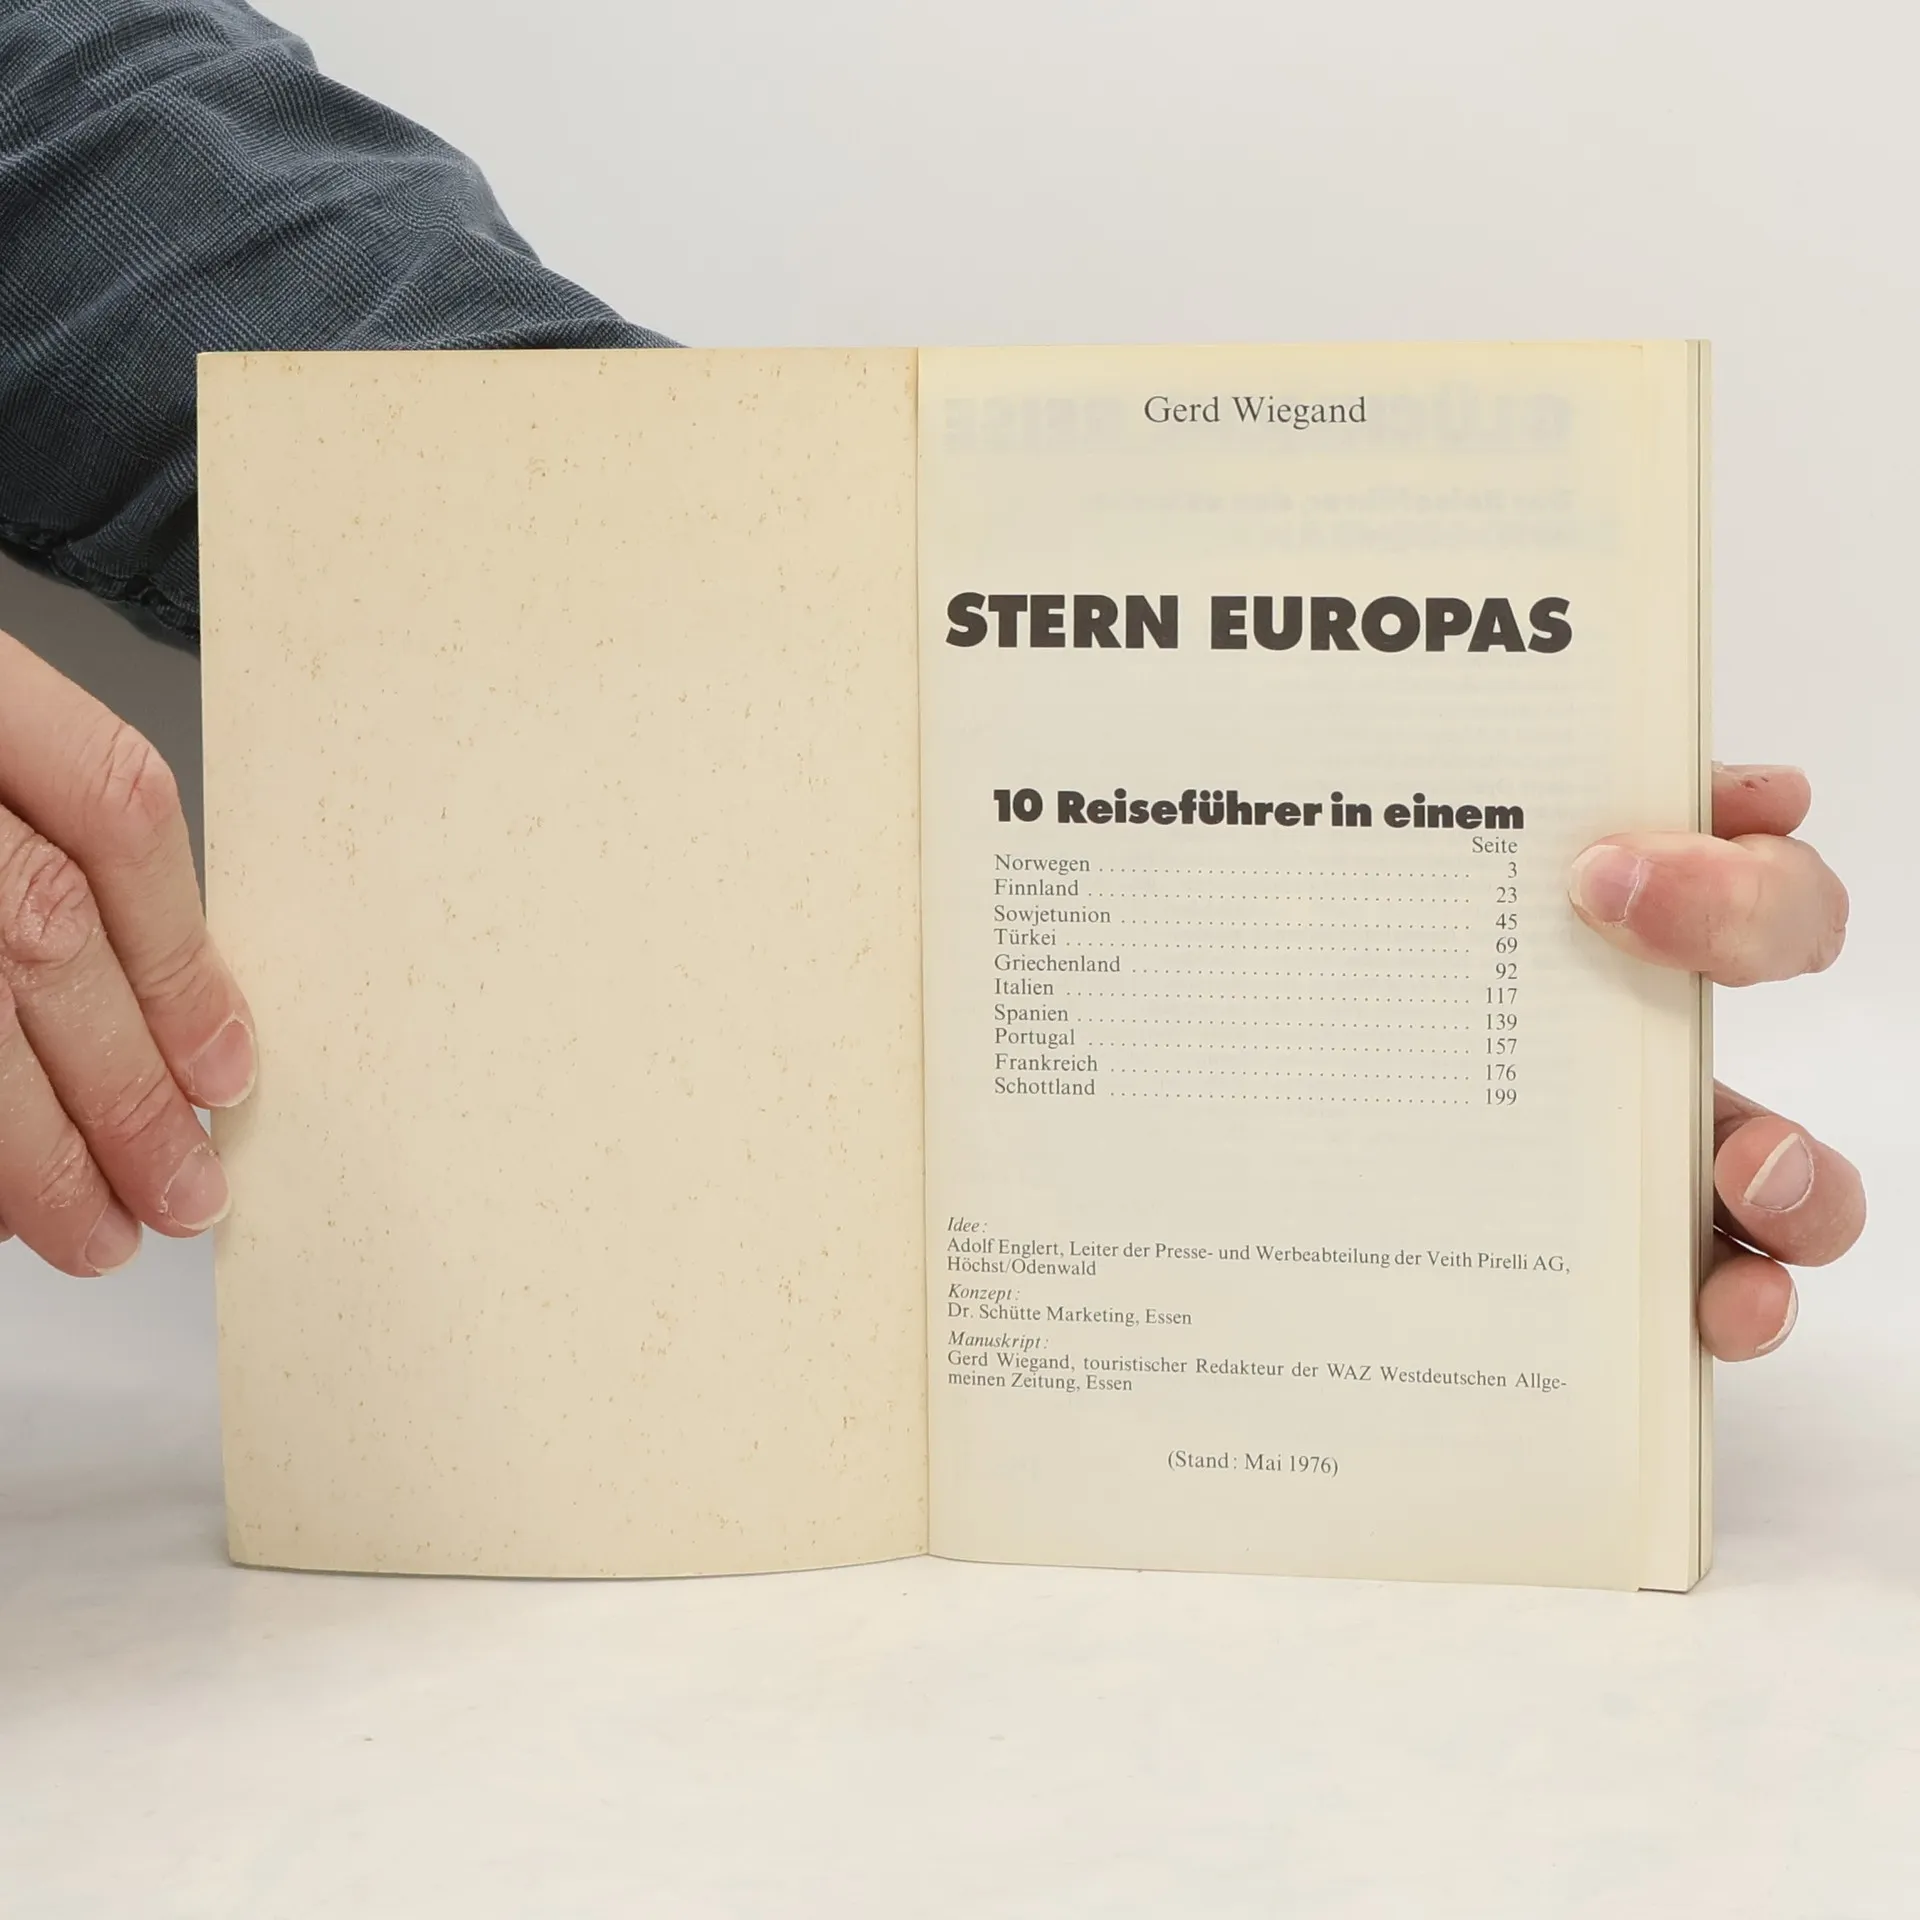 Gerd Wiegand
STERN EUROPAS
10 Reiseführer in einem
Seite
Norwegen ........................ 3
Finnland ........................ 23
Sowjetunion ........................ 45
Türkei ........................ 69
Griechenland ........................ 92
Italien ........................ 117
Spanien ........................ 139
Portugal ........................ 157
Frankreich ........................ 176
Schottland ........................ 199
Idee:
Adolf Englert, Leiter der Presse- und Werbeabteilung der Veith Pirelli AG,
Höchst/Odenwald
Konzept:
Dr. Schütte Marketing, Essen
Manuskript:
Gerd Wiegand, touristischer Redakteur der WAZ Westdeutschen Allge-
meinen Zeitung, Essen
(Stand: Mai 1976)